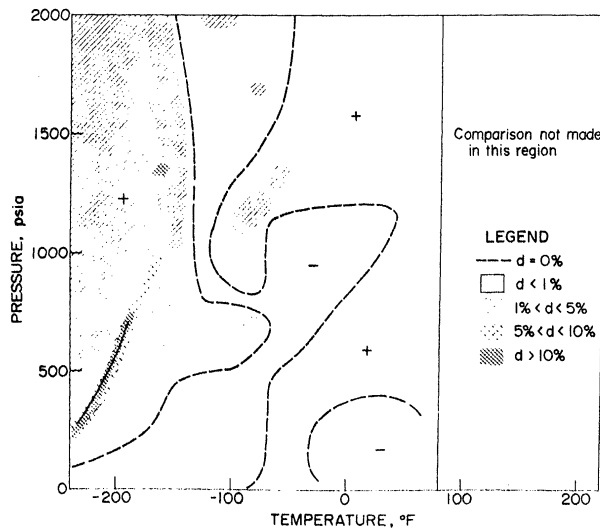 2000
1500
1000
500
0
PRESSURE, psia
-200
-100
0
100
200
TEMPERATURE, °F
+
+
-
+
-
Comparison not made
in this region
LEGEND
d = 0%
d < 1%
1% < d < 5%
5% < d < 10%
d > 10%